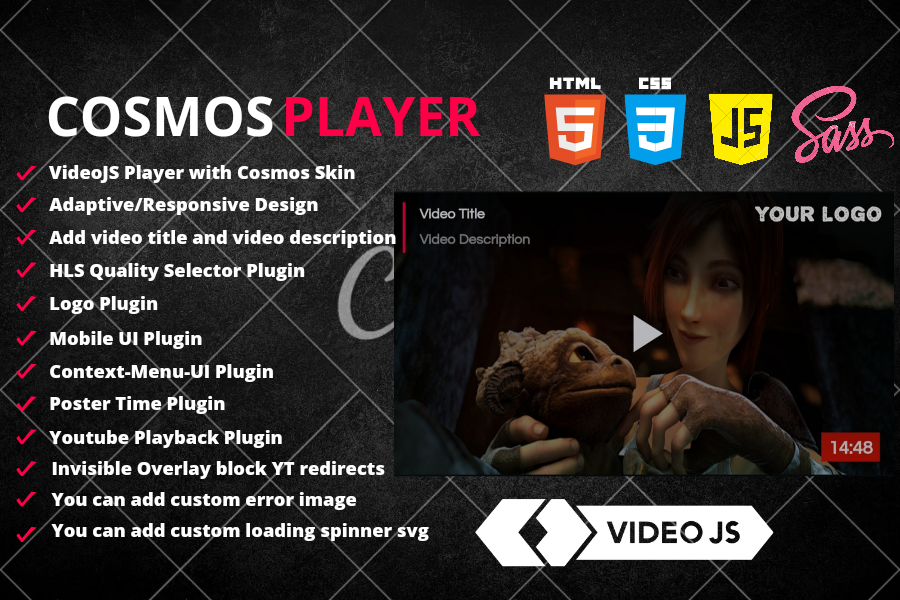 COSMOS PLAYER
HTML
5
CSS
3
JS
Sass
VideoJS Player with Cosmos Skin
Adaptive/Responsive Design
Add video title and video description
HLS Quality Selector Plugin
Logo Plugin
Mobile UI Plugin
Context-Menu-UI Plugin
Poster Time Plugin
Youtube Playback Plugin
Invisible Overlay block YT redirects
You can add custom error image
You can add custom loading spinner svg
Video Title
Video Description
YOUR LOGO
14:48
VIDEO JS